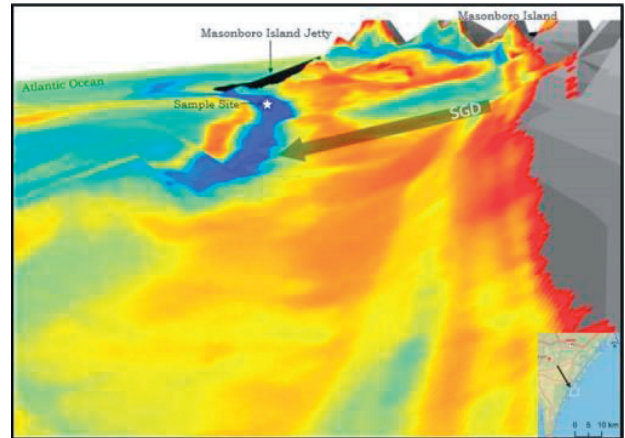 Masonboro Island
Masonboro Island Jetty
Atlantic Ocean
Sample Site
SGD
0 5 10 km